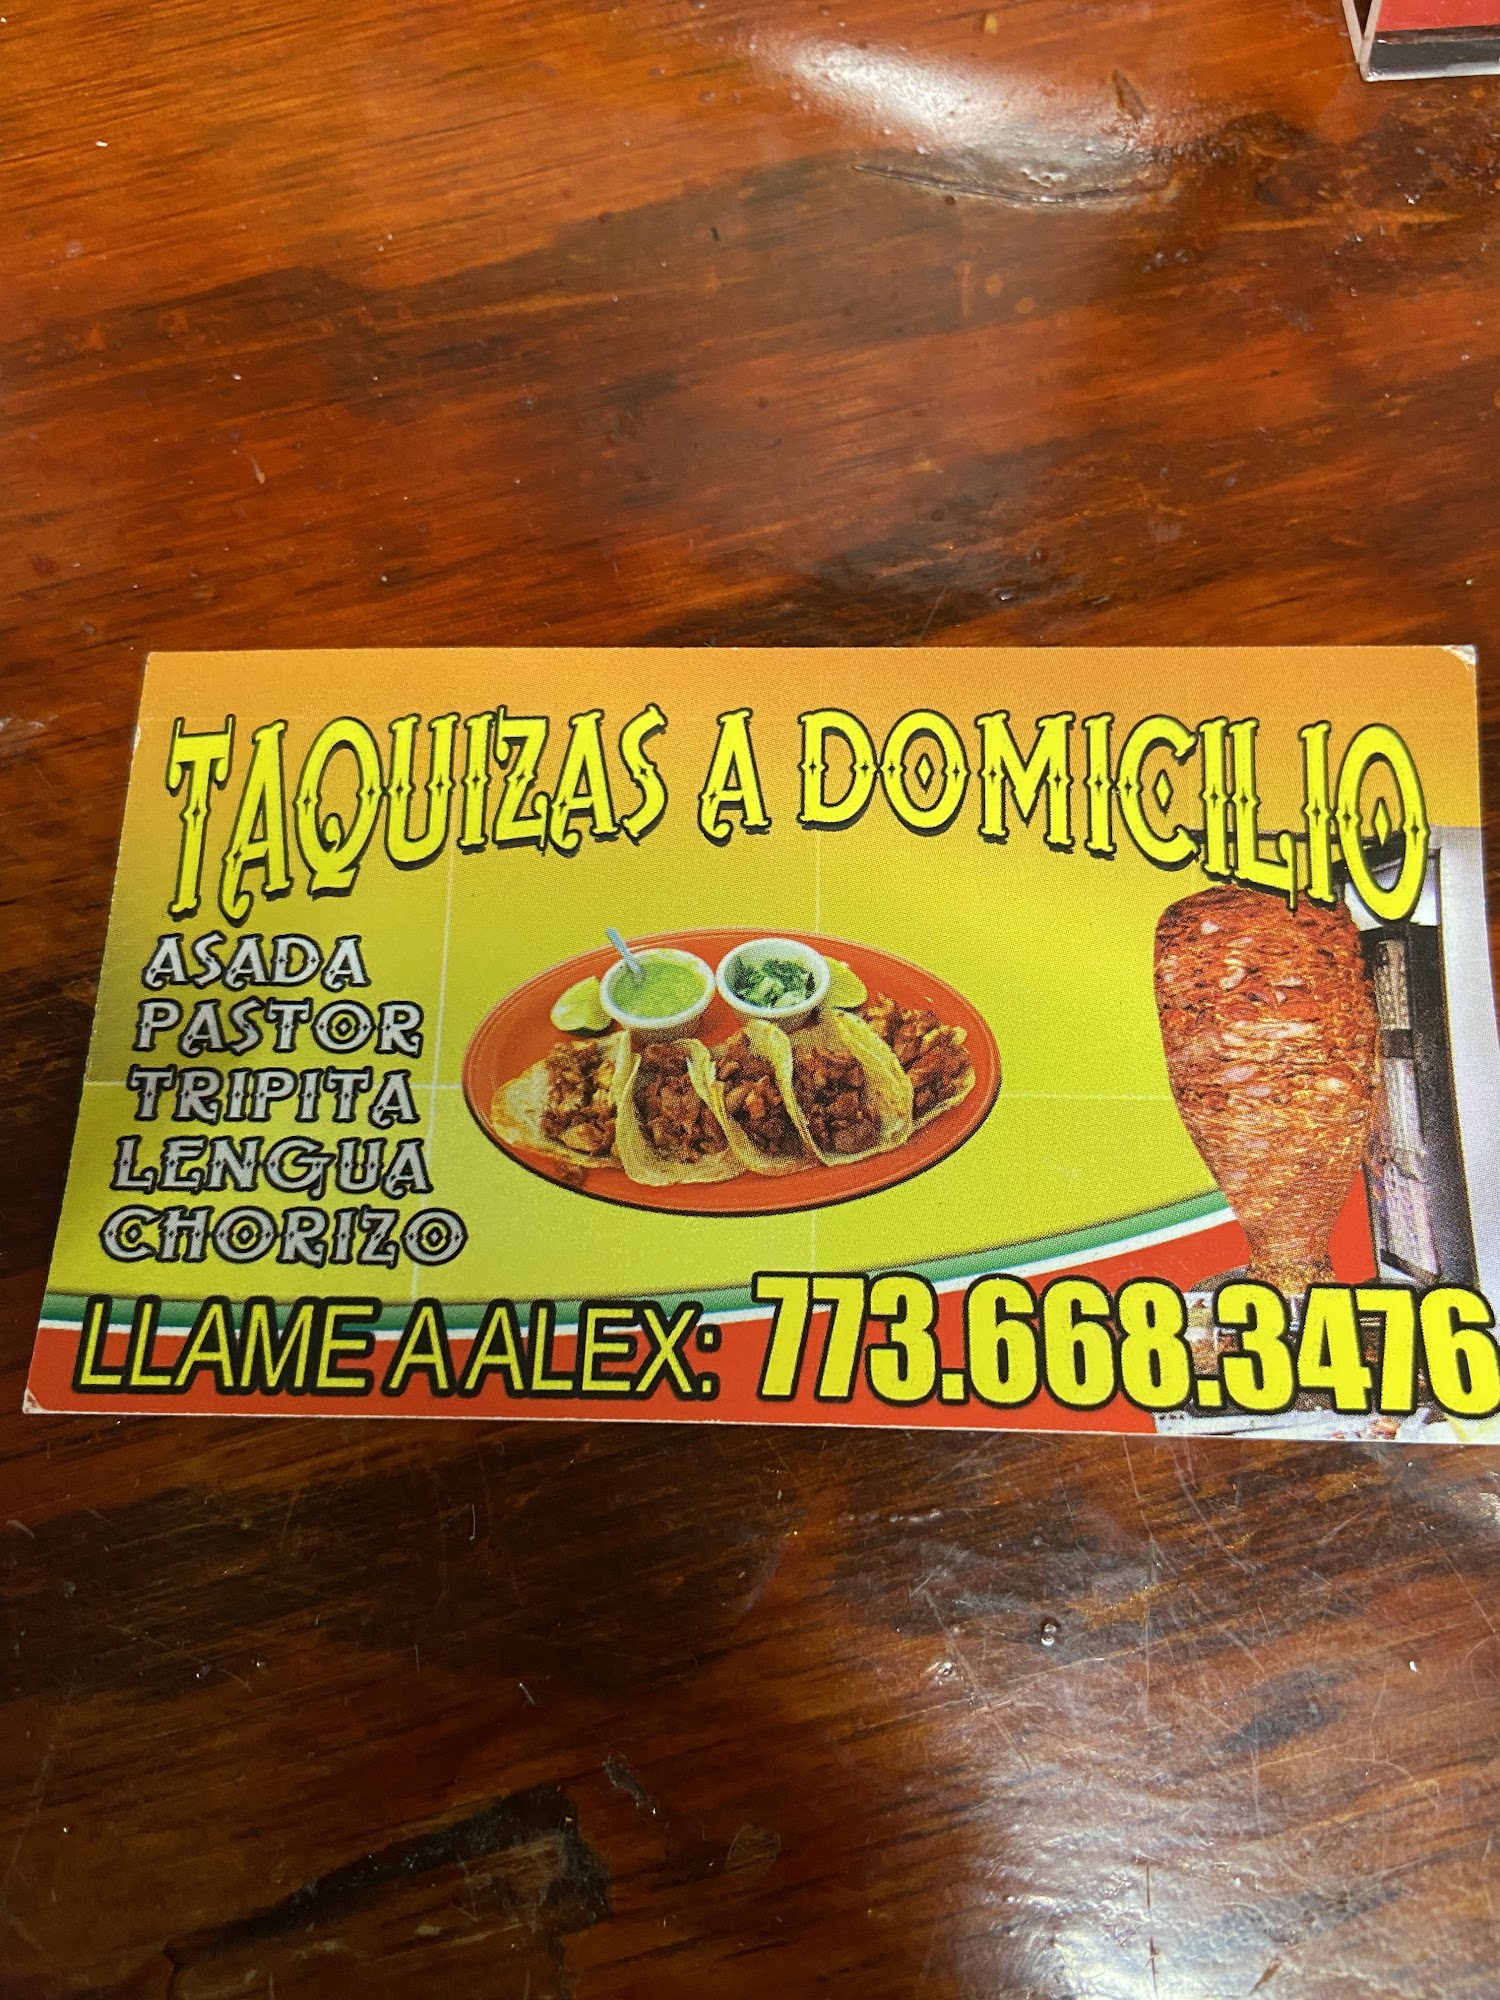 TAQUIZAS A DOMICILIO
ASADA
PASTOR
TRIPITA
LENGUA
CHORIZO
LLAME A ALEX: 773.668.3476